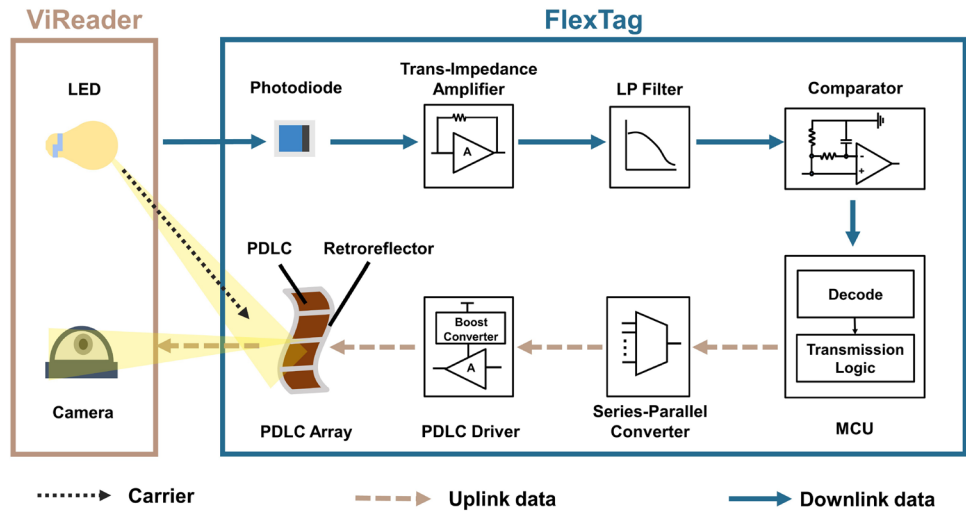 ViReader
FlexTag
LED
Photodiode
Trans-Impedance
Amplifier
LP Filter
Comparator
A
-
+
PDLC
Retroreflector
Boost
Converter
A
Decode
Transmission
Logic
Camera
PDLC Array
PDLC Driver
Series-Parallel
Converter
MCU
Carrier
Uplink data
Downlink data